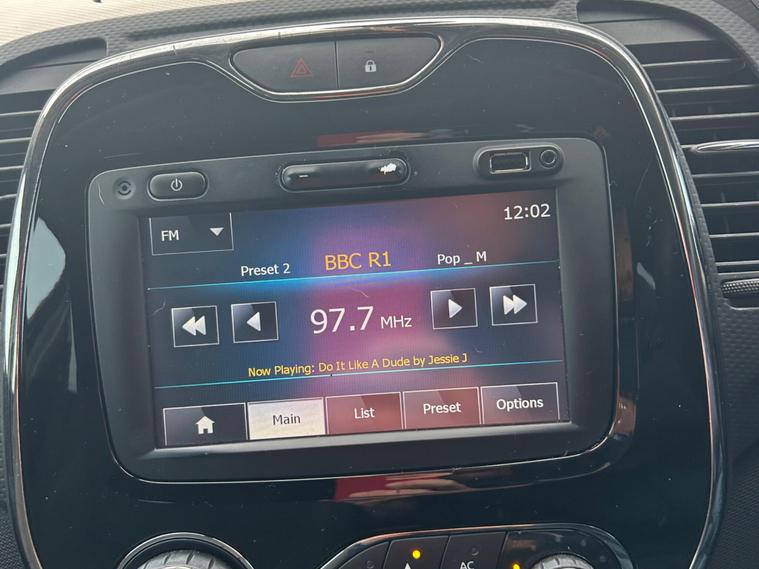 12:02
FM
Preset 2 BBC R1 Pop _ M
97.7 MHz
Now Playing: Do It Like A Dude by Jessie J
Main List Preset Options
AC